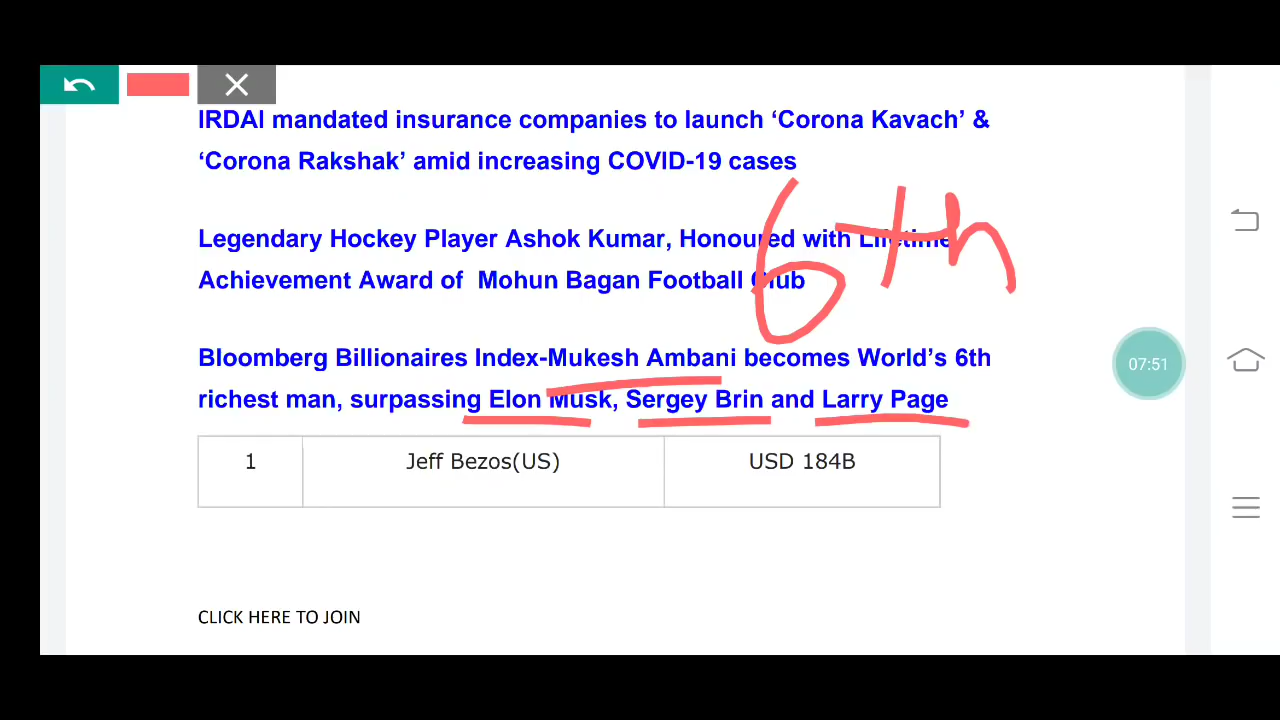 IRDAI mandated insurance companies to launch ‘Corona Kavach’ &
‘Corona Rakshak’ amid increasing COVID-19 cases
Legendary Hockey Player Ashok Kumar, Honoured with Lifetime
Achievement Award of Mohun Bagan Football Club
6th
Bloomberg Billionaires Index-Mukesh Ambani becomes World’s 6th
richest man, surpassing Elon Musk, Sergey Brin and Larry Page
1 Jeff Bezos(US) USD 184B
07:51
CLICK HERE TO JOIN